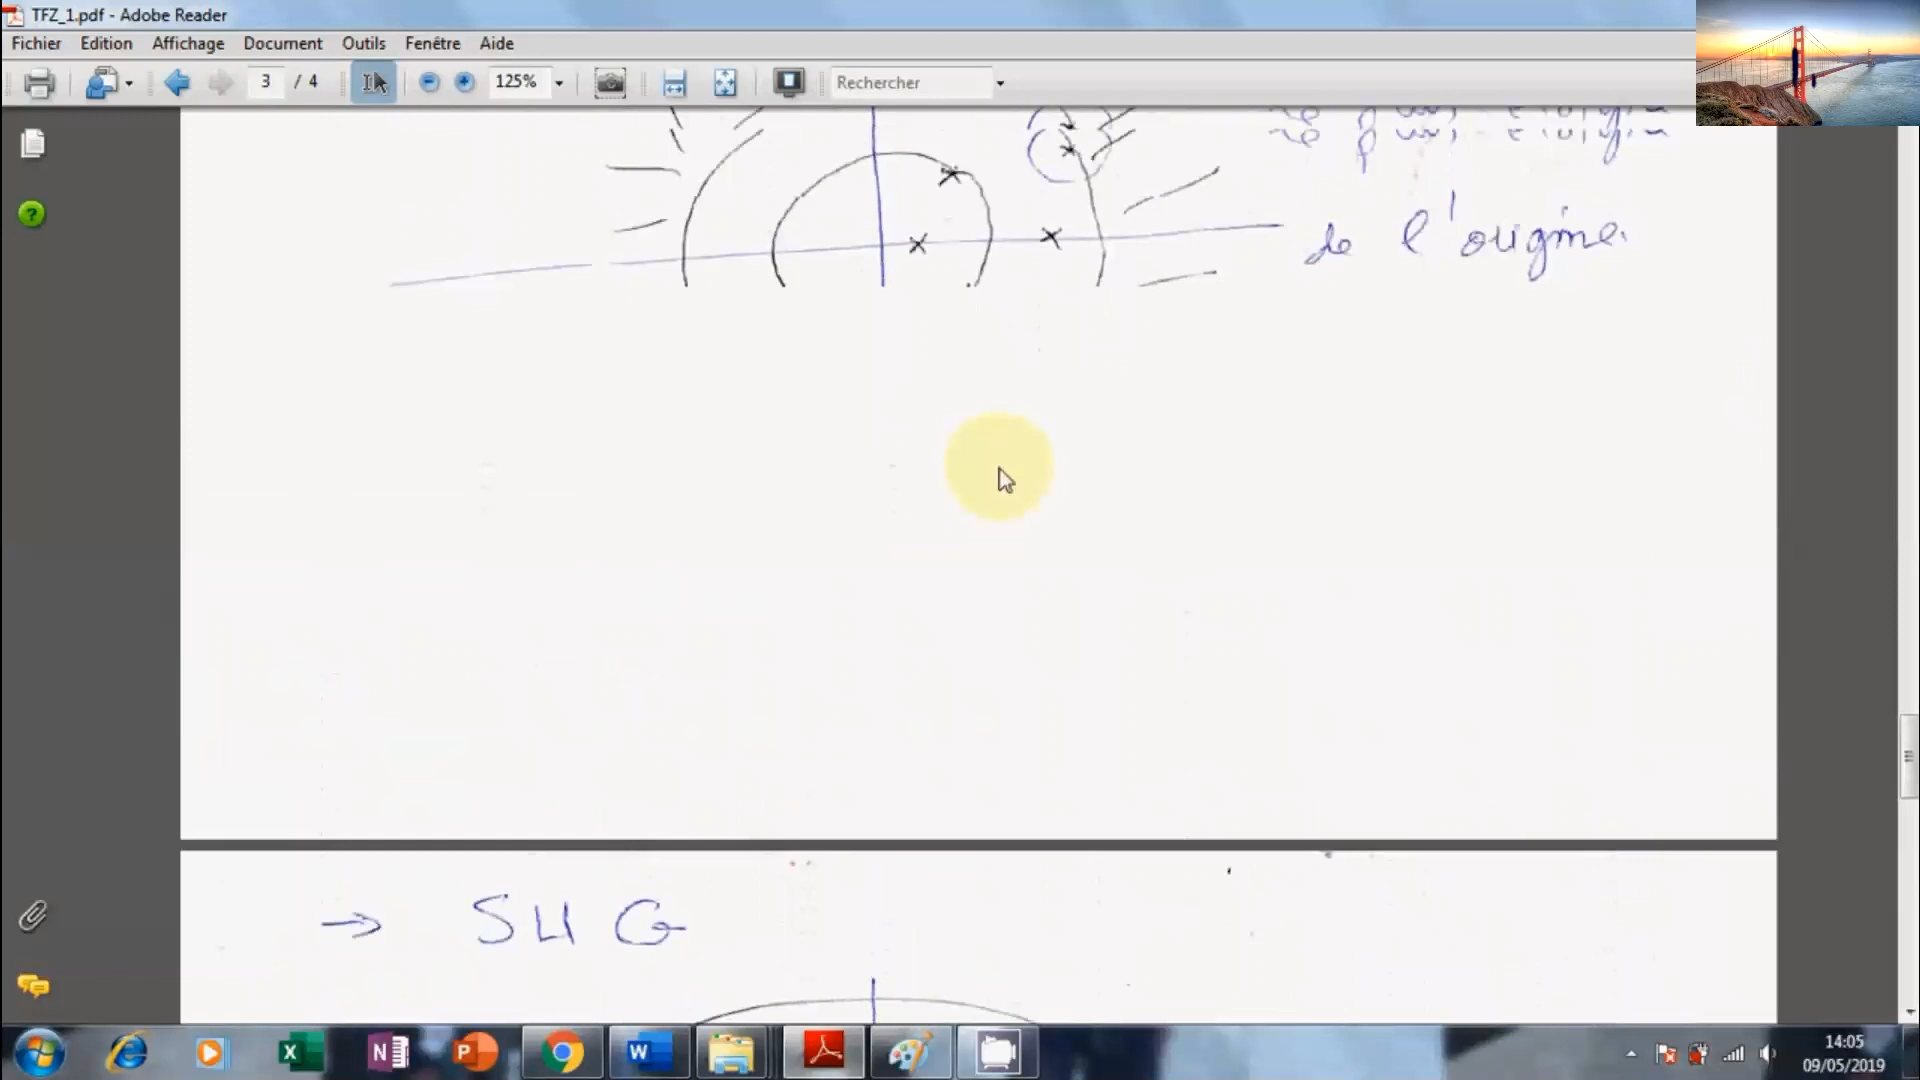 TFZ_1.pdf - Adobe Reader
Fichier Edition Affichage Document Outils Fenêtre Aide
3 / 4 125% Rechercher
de l'origine.
→ SLI G
14:05
09/05/2019